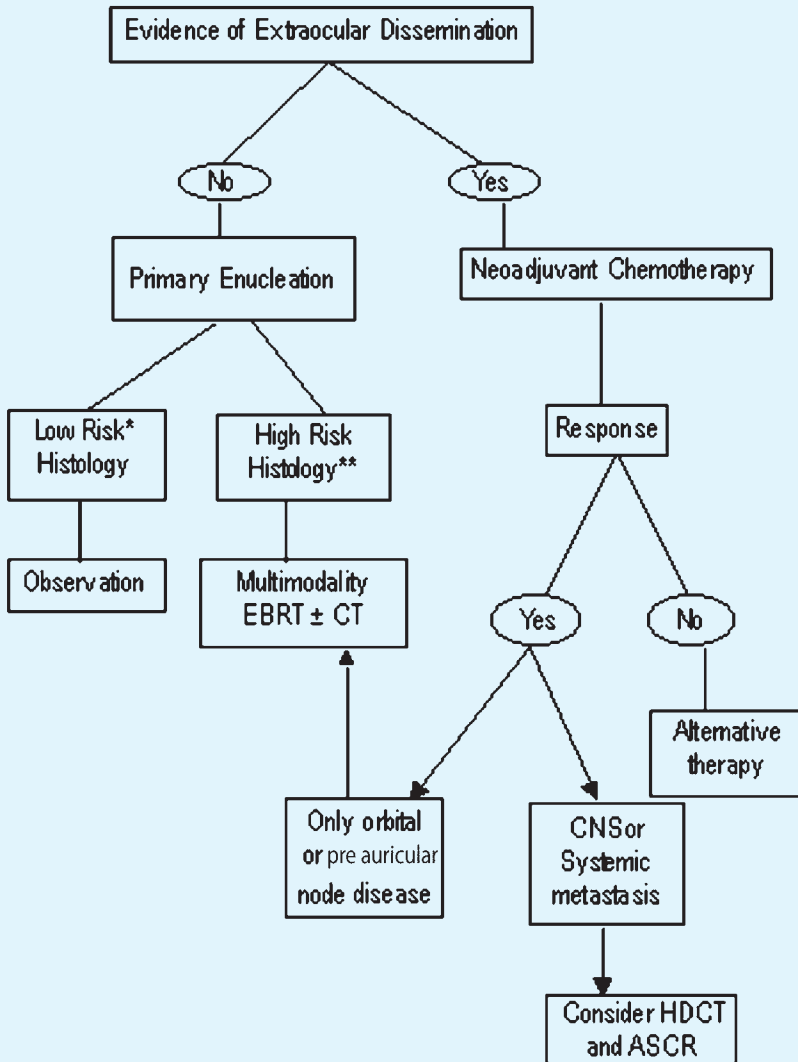 Evidence of Extraocular Dissemination
No
Yes
Primary Enucleation
Neoadjuvant Chemotherapy
Low Risk*
Histology
High Risk
Histology**
Response
Observation
Multimodality
EBRT ± CT
Yes
No
Alternative
therapy
Only orbital
or pre auricular
node disease
CNS or
Systemic
metastasis
Consider HDCT
and ASCR